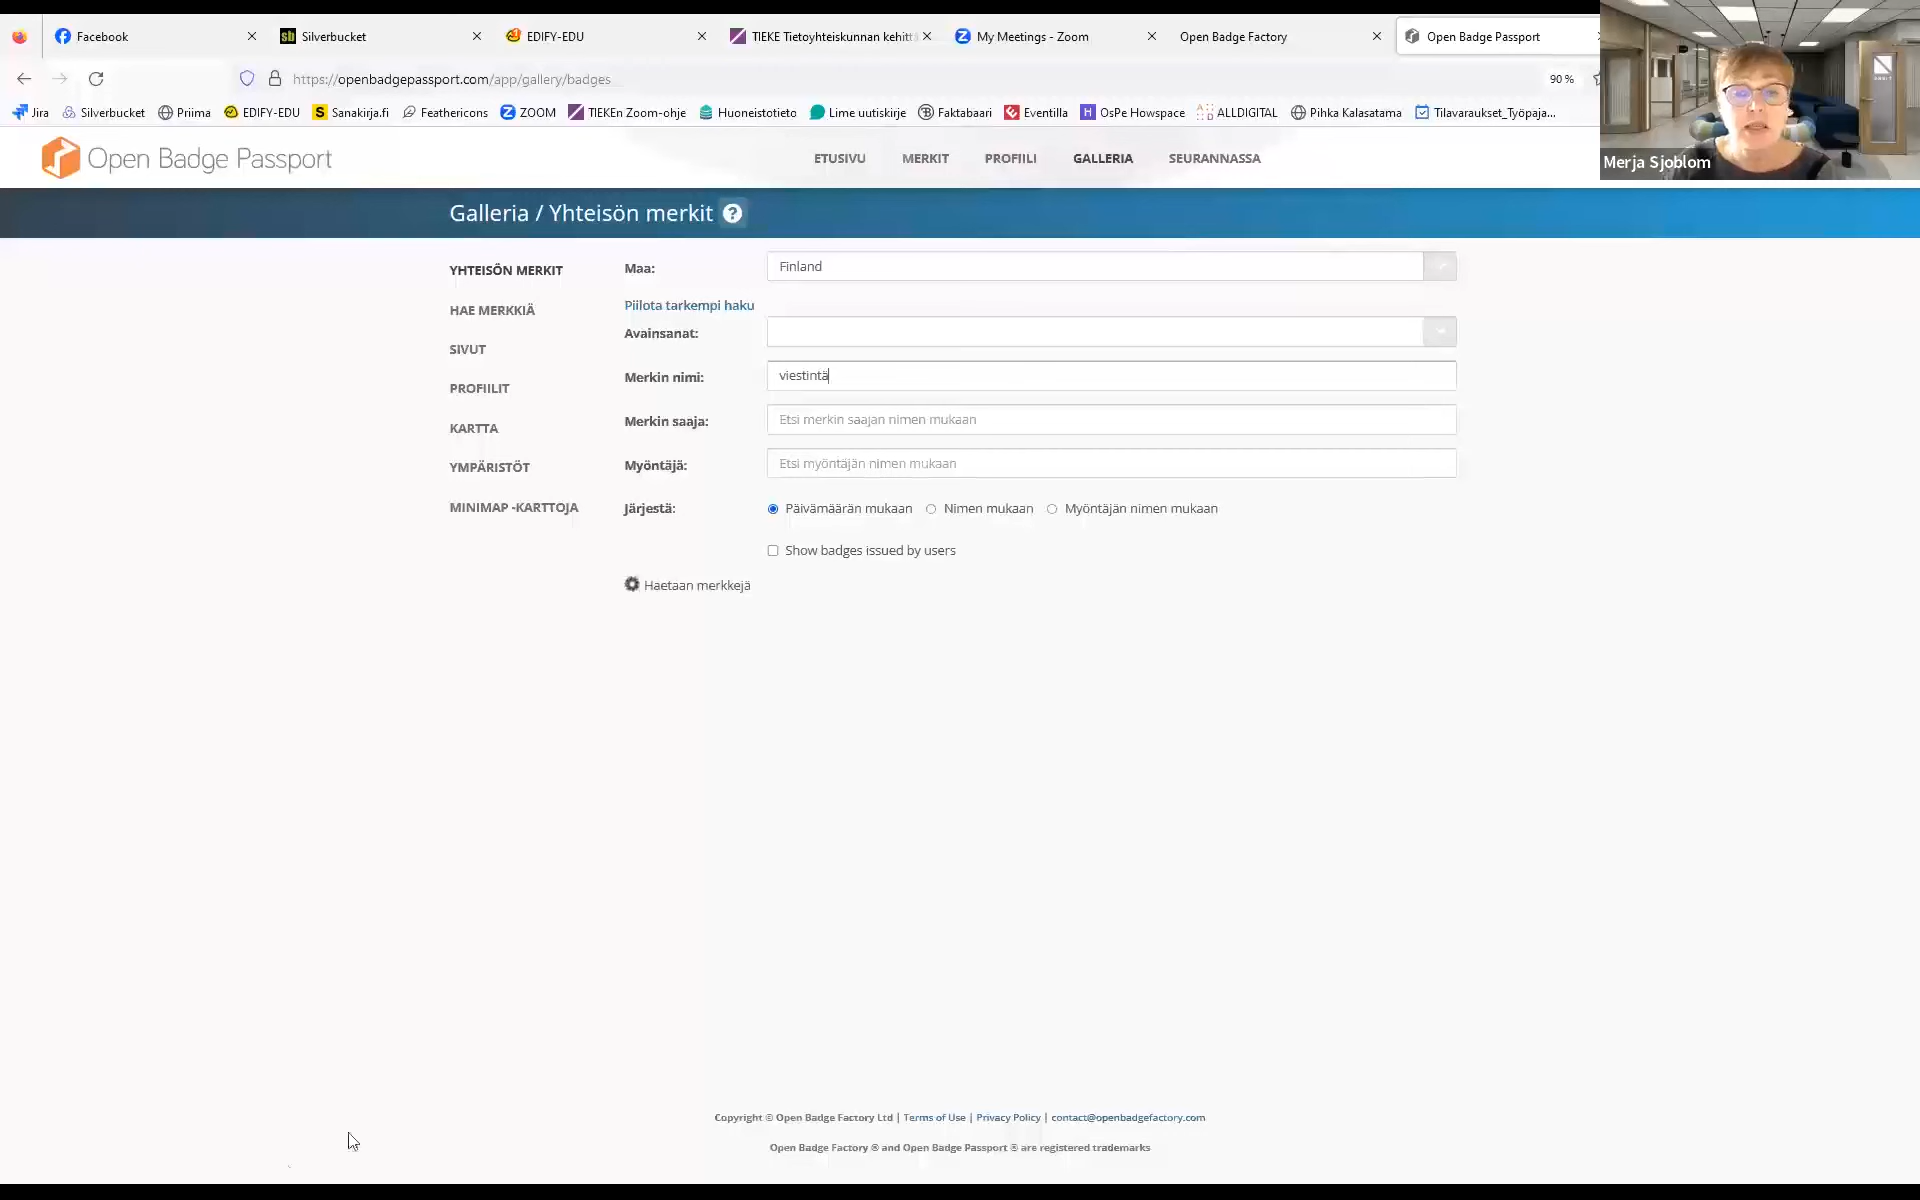 Facebook
Silverbucket
EDIFY-EDU
TIEKE Tietoyhteiskunnan kehittä
My Meetings - Zoom
Open Badge Factory
Open Badge Passport
https://openbadgepassport.com/app/gallery/badges
90 %
Jira
Silverbucket
Priima
EDIFY-EDU
Sanakirja.fi
Feathericons
ZOOM
TIEKEn Zoom-ohje
Huoneistotieto
Lime uutiskirje
Faktabaari
Eventilla
OsPe Howspace
ALLDIGITAL
Pihka Kalasatama
Tilavaraukset_Työpaja...
Merja Sjoblom
Open Badge Passport
ETUSIVU
MERKIT
PROFIILI
GALLERIA
SEURANNASSA
Galleria / Yhteisön merkit ?
YHTEISÖN MERKIT
HAE MERKKIÄ
SIVUT
PROFIILIT
KARTTA
YMPÄRISTÖT
MINIMAP -KARTTOJA
Maa:
Finland
Piilota tarkempi haku
Avainsanat:
Merkin nimi:
viestintä
Merkin saaja:
Etsi merkin saajan nimen mukaan
Myöntäjä:
Etsi myöntäjän nimen mukaan
Järjestä:
Päivämäärän mukaan
Nimen mukaan
Myöntäjän nimen mukaan
Show badges issued by users
Haetaan merkkejä
Copyright © Open Badge Factory Ltd | Terms of Use | Privacy Policy | contact@openbadgefactory.com
Open Badge Factory ® and Open Badge Passport ® are registered trademarks